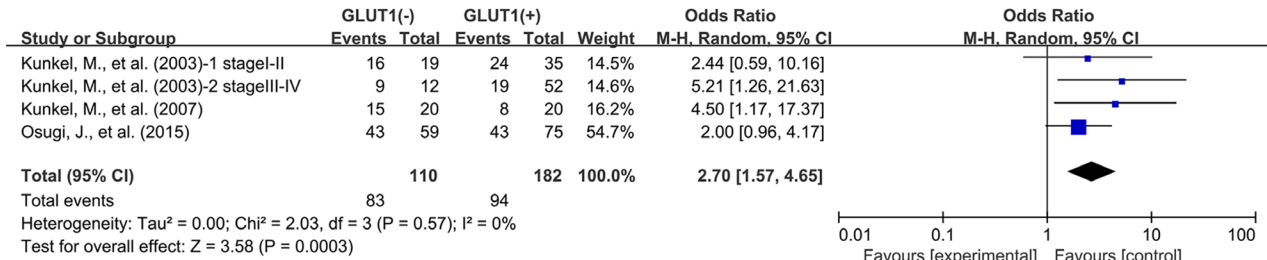 GLUT1(-) GLUT1(+) Odds Ratio Odds Ratio
Study or Subgroup Events Total Events Total Weight M-H, Random, 95% CI M-H, Random, 95% CI
Kunkel, M., et al. (2003)-1 stageI-II 16 19 24 35 14.5% 2.44 [0.59, 10.16]
Kunkel, M., et al. (2003)-2 stageIII-IV 9 12 19 52 14.6% 5.21 [1.26, 21.63]
Kunkel, M., et al. (2007) 15 20 8 20 16.2% 4.50 [1.17, 17.37]
Osugi, J., et al. (2015) 43 59 43 75 54.7% 2.00 [0.96, 4.17]
Total (95% CI) 110 182 100.0% 2.70 [1.57, 4.65]
Total events 83 94
Heterogeneity: Tau² = 0.00; Chi² = 2.03, df = 3 (P = 0.57); I² = 0%
Test for overall effect: Z = 3.58 (P = 0.0003)
0.01 0.1 1 10 100
Favours [experimental] Favours [control]